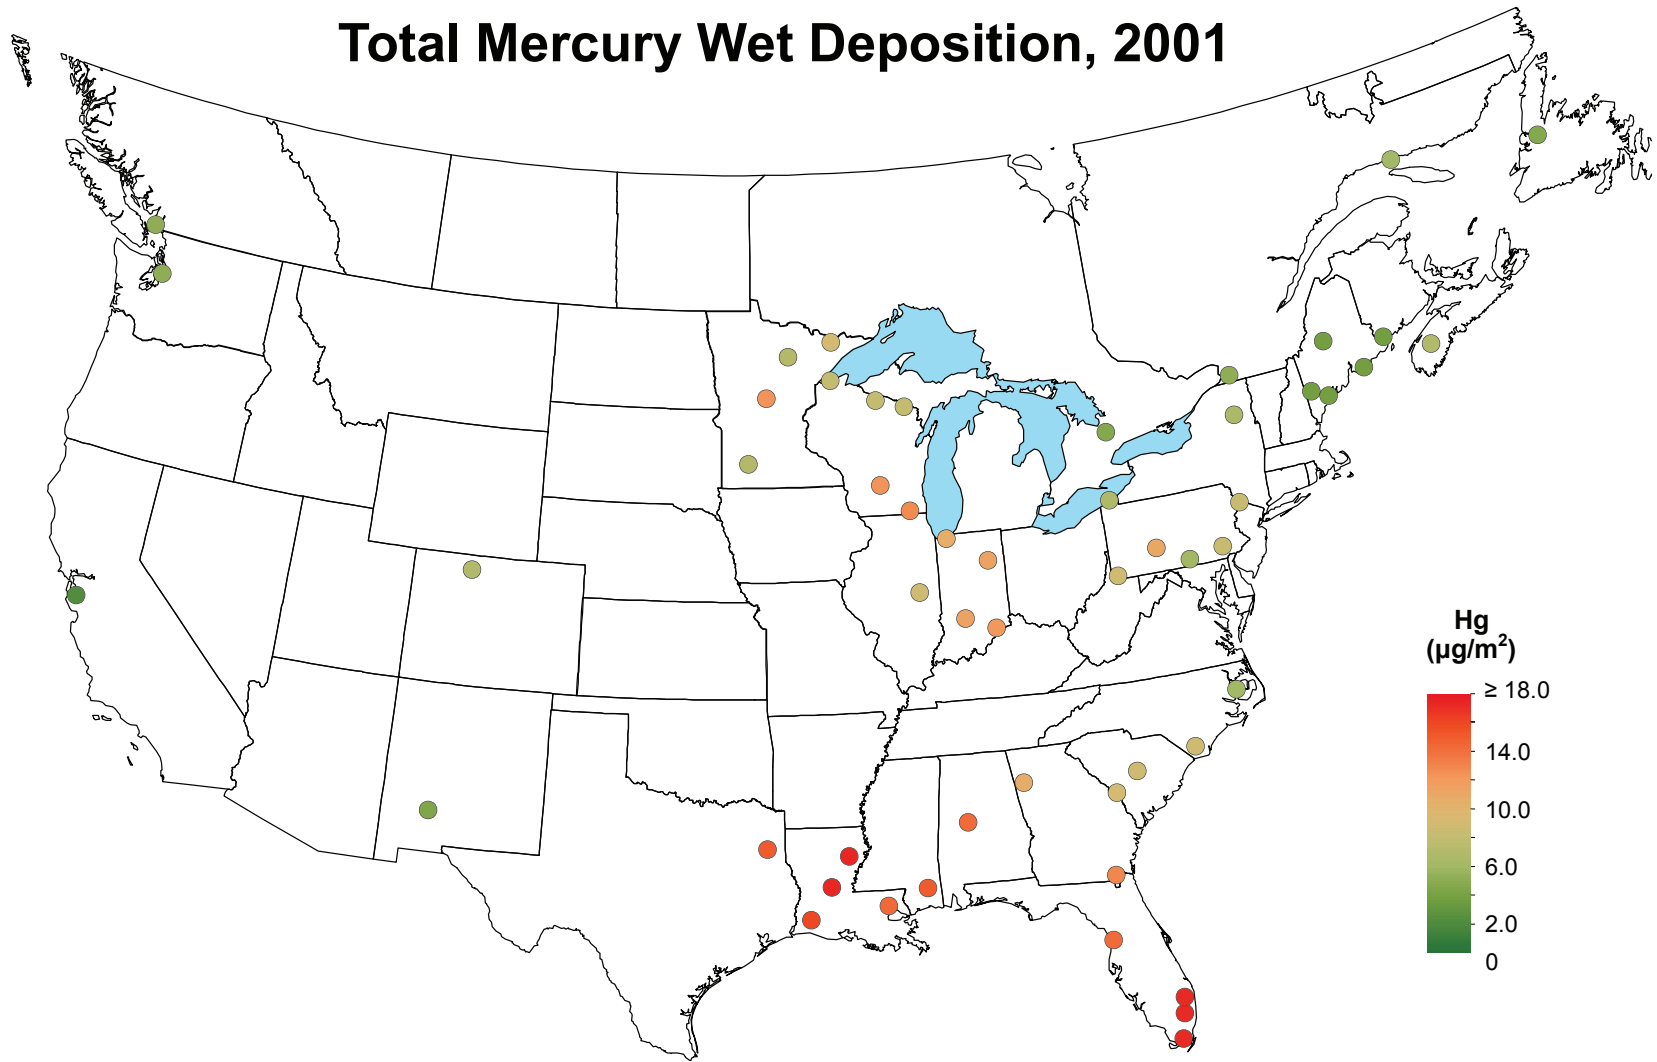 Total Mercury Wet Deposition, 2001
Hg
(µg/m²)
≥ 18.0
14.0
10.0
6.0
2.0
0